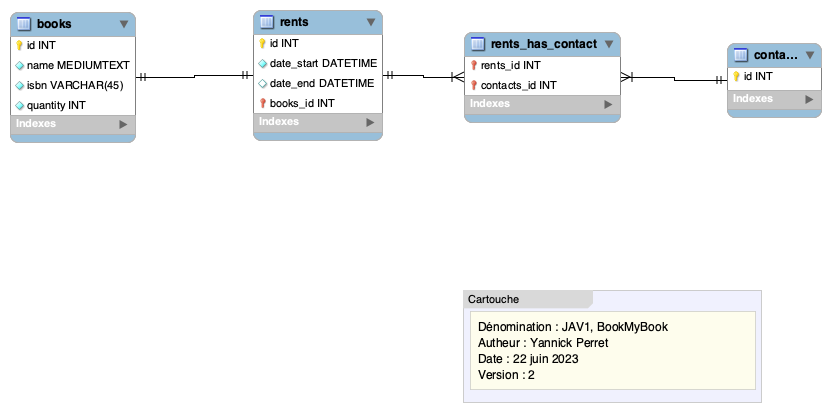 books
id INT
name MEDIUMTEXT
isbn VARCHAR(45)
quantity INT
Indexes
rents
id INT
date_start DATETIME
date_end DATETIME
books_id INT
Indexes
rents_has_contact
rents_id INT
contacts_id INT
Indexes
conta...
id INT
Indexes
Cartouche
Dénomination : JAV1, BookMyBook
Autheur : Yannick Perret
Date : 22 juin 2023
Version : 2